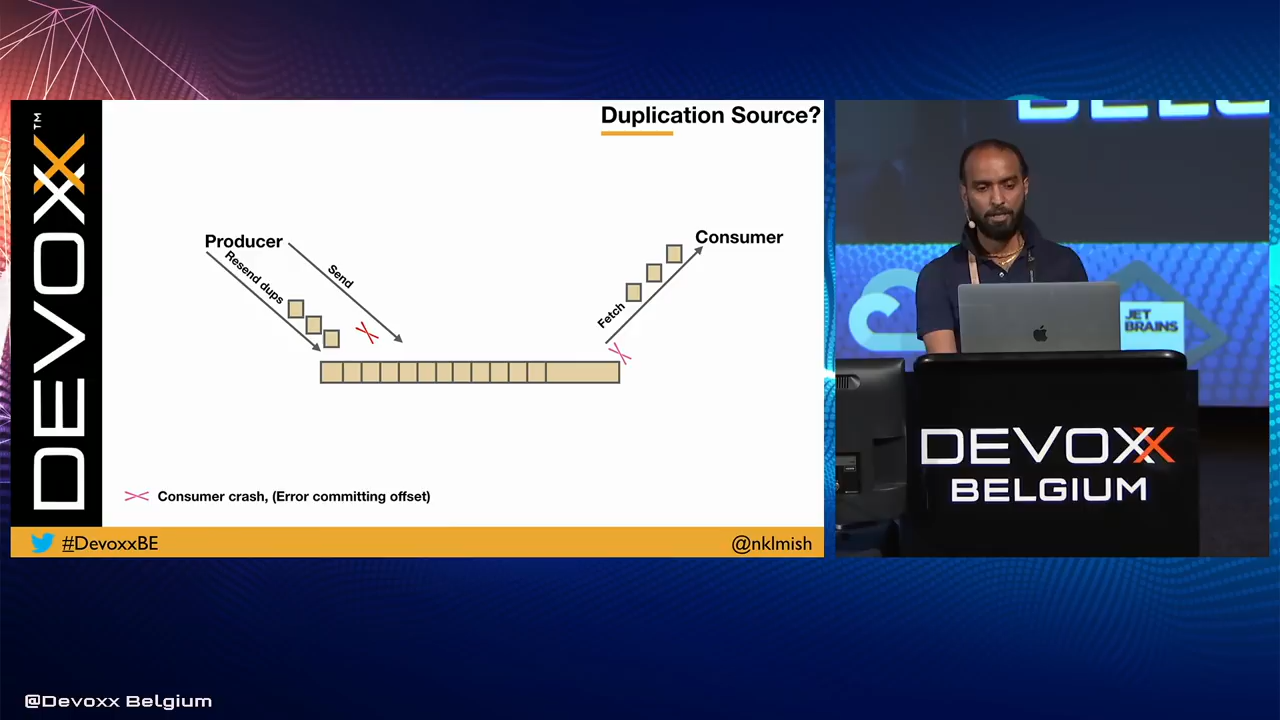 DEVOXX™
Duplication Source?
Producer
Consumer
Resend dups
Send
Fetch
Consumer crash, (Error committing offset)
#DevoxxBE
@nklmish
JET
BRAINS
DEVOXX
BELGIUM
@Devoxx Belgium